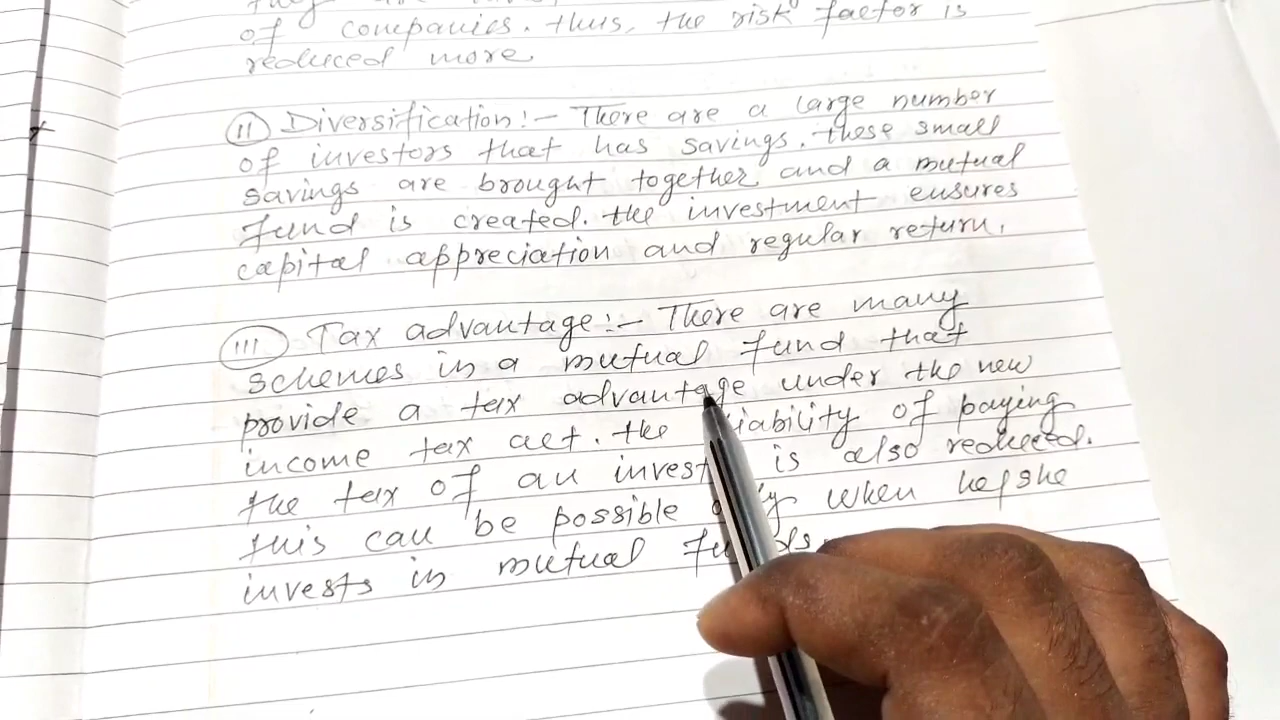 of companies. thus, the risk factor is
reduced more.
(II) Diversification:- There are a large number
of investors that has savings. these small
savings are brought together and a mutual
fund is created. the investment ensures
capital appreciation and regular return.
(III) Tax advantage:- There are many
schemes in a mutual fund that
provide a tax advantage under the new
income tax act. the liability of paying
the tax of an invest is also reduced.
this can be possible when he/she
invests in mutual funds.